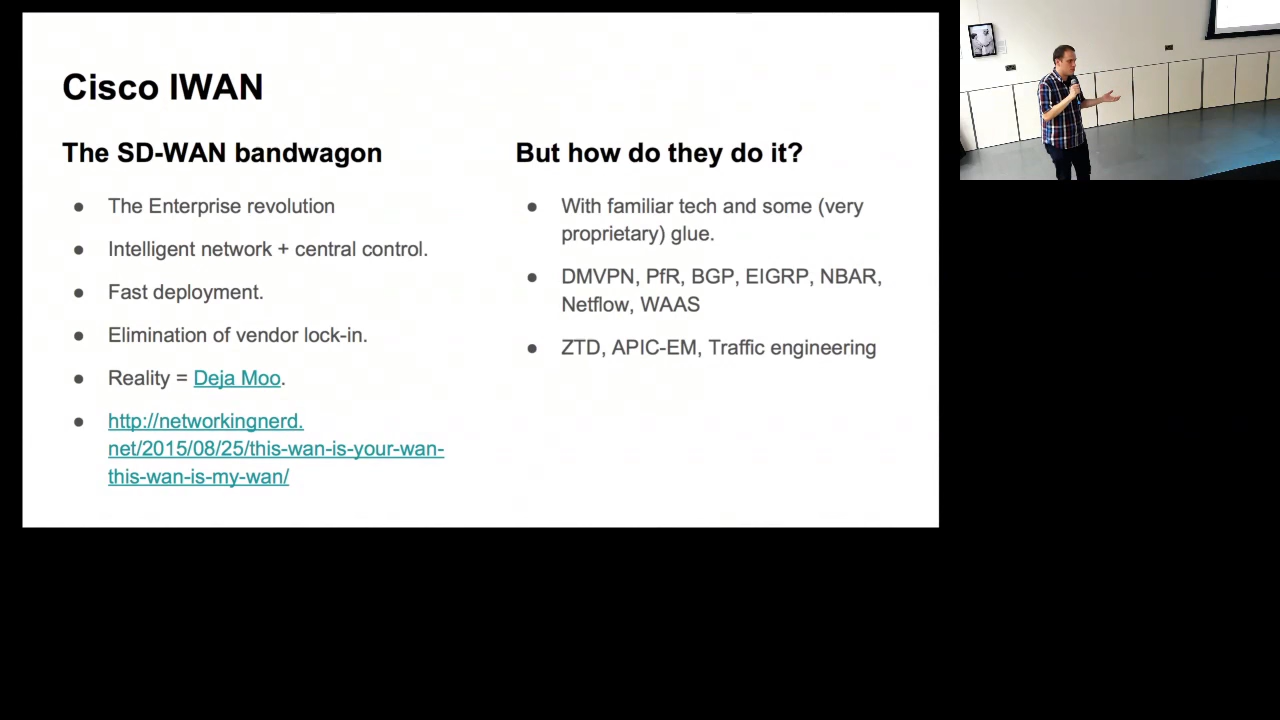 Cisco IWAN
The SD-WAN bandwagon
The Enterprise revolution
Intelligent network + central control.
Fast deployment.
Elimination of vendor lock-in.
Reality = Deja Moo.
http://networkingnerd.
net/2015/08/25/this-wan-is-your-wan-
this-wan-is-my-wan/
But how do they do it?
With familiar tech and some (very
proprietary) glue.
DMVPN, PfR, BGP, EIGRP, NBAR,
Netflow, WAAS
ZTD, APIC-EM, Traffic engineering